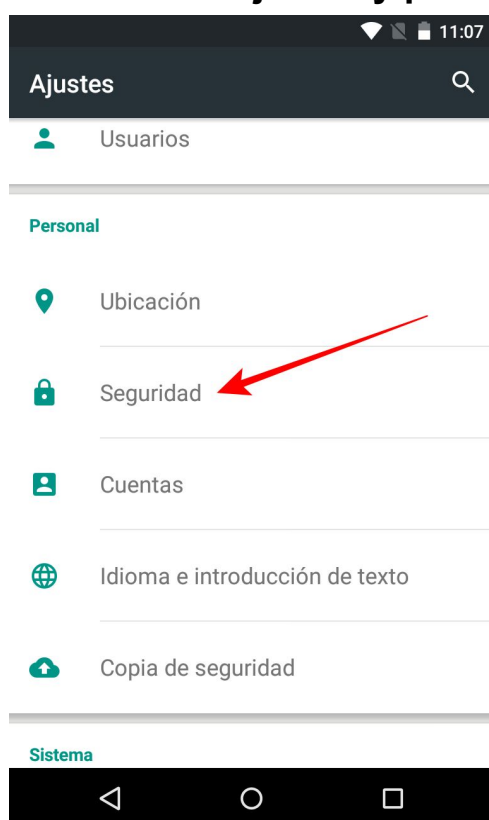 11:07
Ajustes
Usuarios
Personal
Ubicación
Seguridad
Cuentas
Idioma e introducción de texto
Copia de seguridad
Sistema